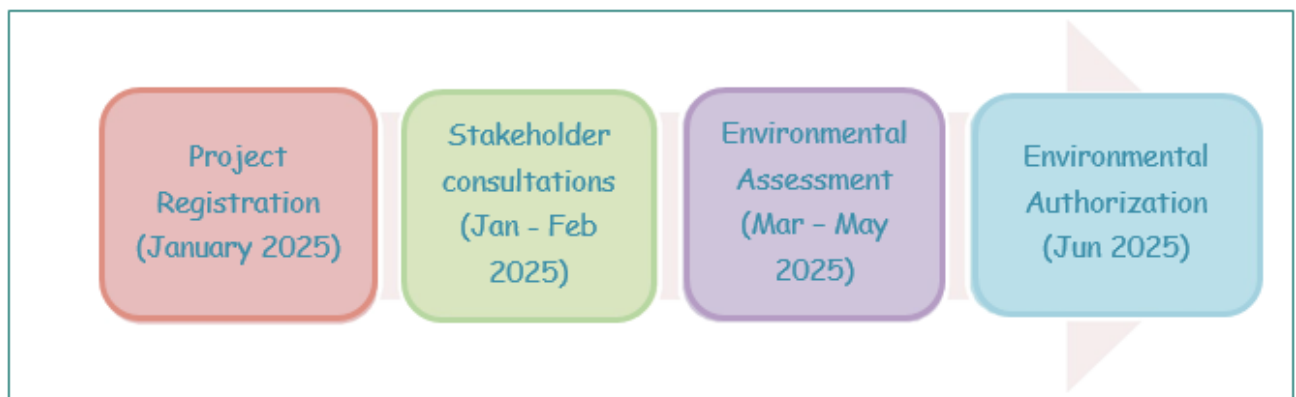 Project
Registration
(January 2025)
Stakeholder
consultations
(Jan - Feb
2025)
Environmental
Assessment
(Mar – May
2025)
Environmental
Authorization
(Jun 2025)